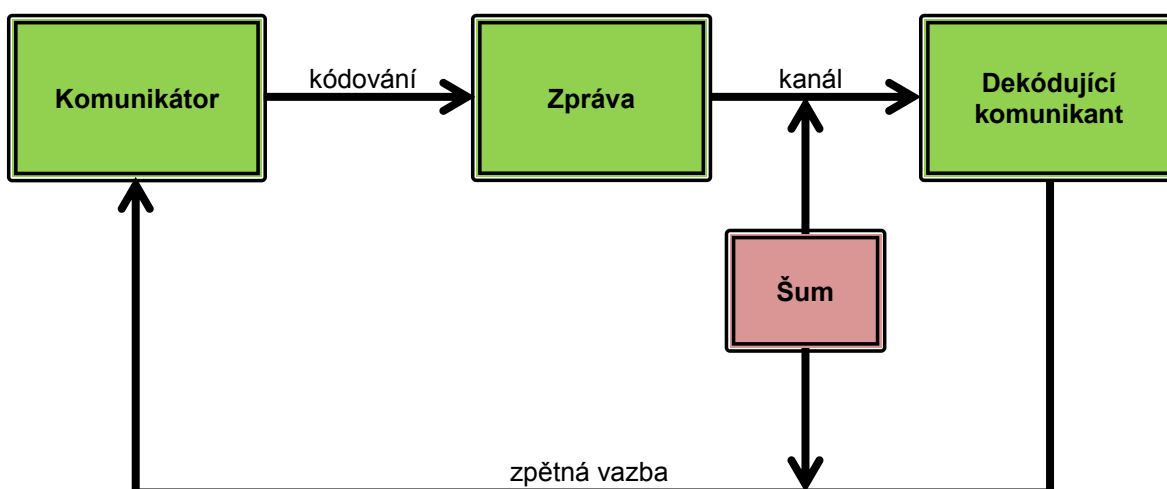 Komunikátor
kódování
Zpráva
kanál
Dekódující
komunikant
Šum
zpětná vazba